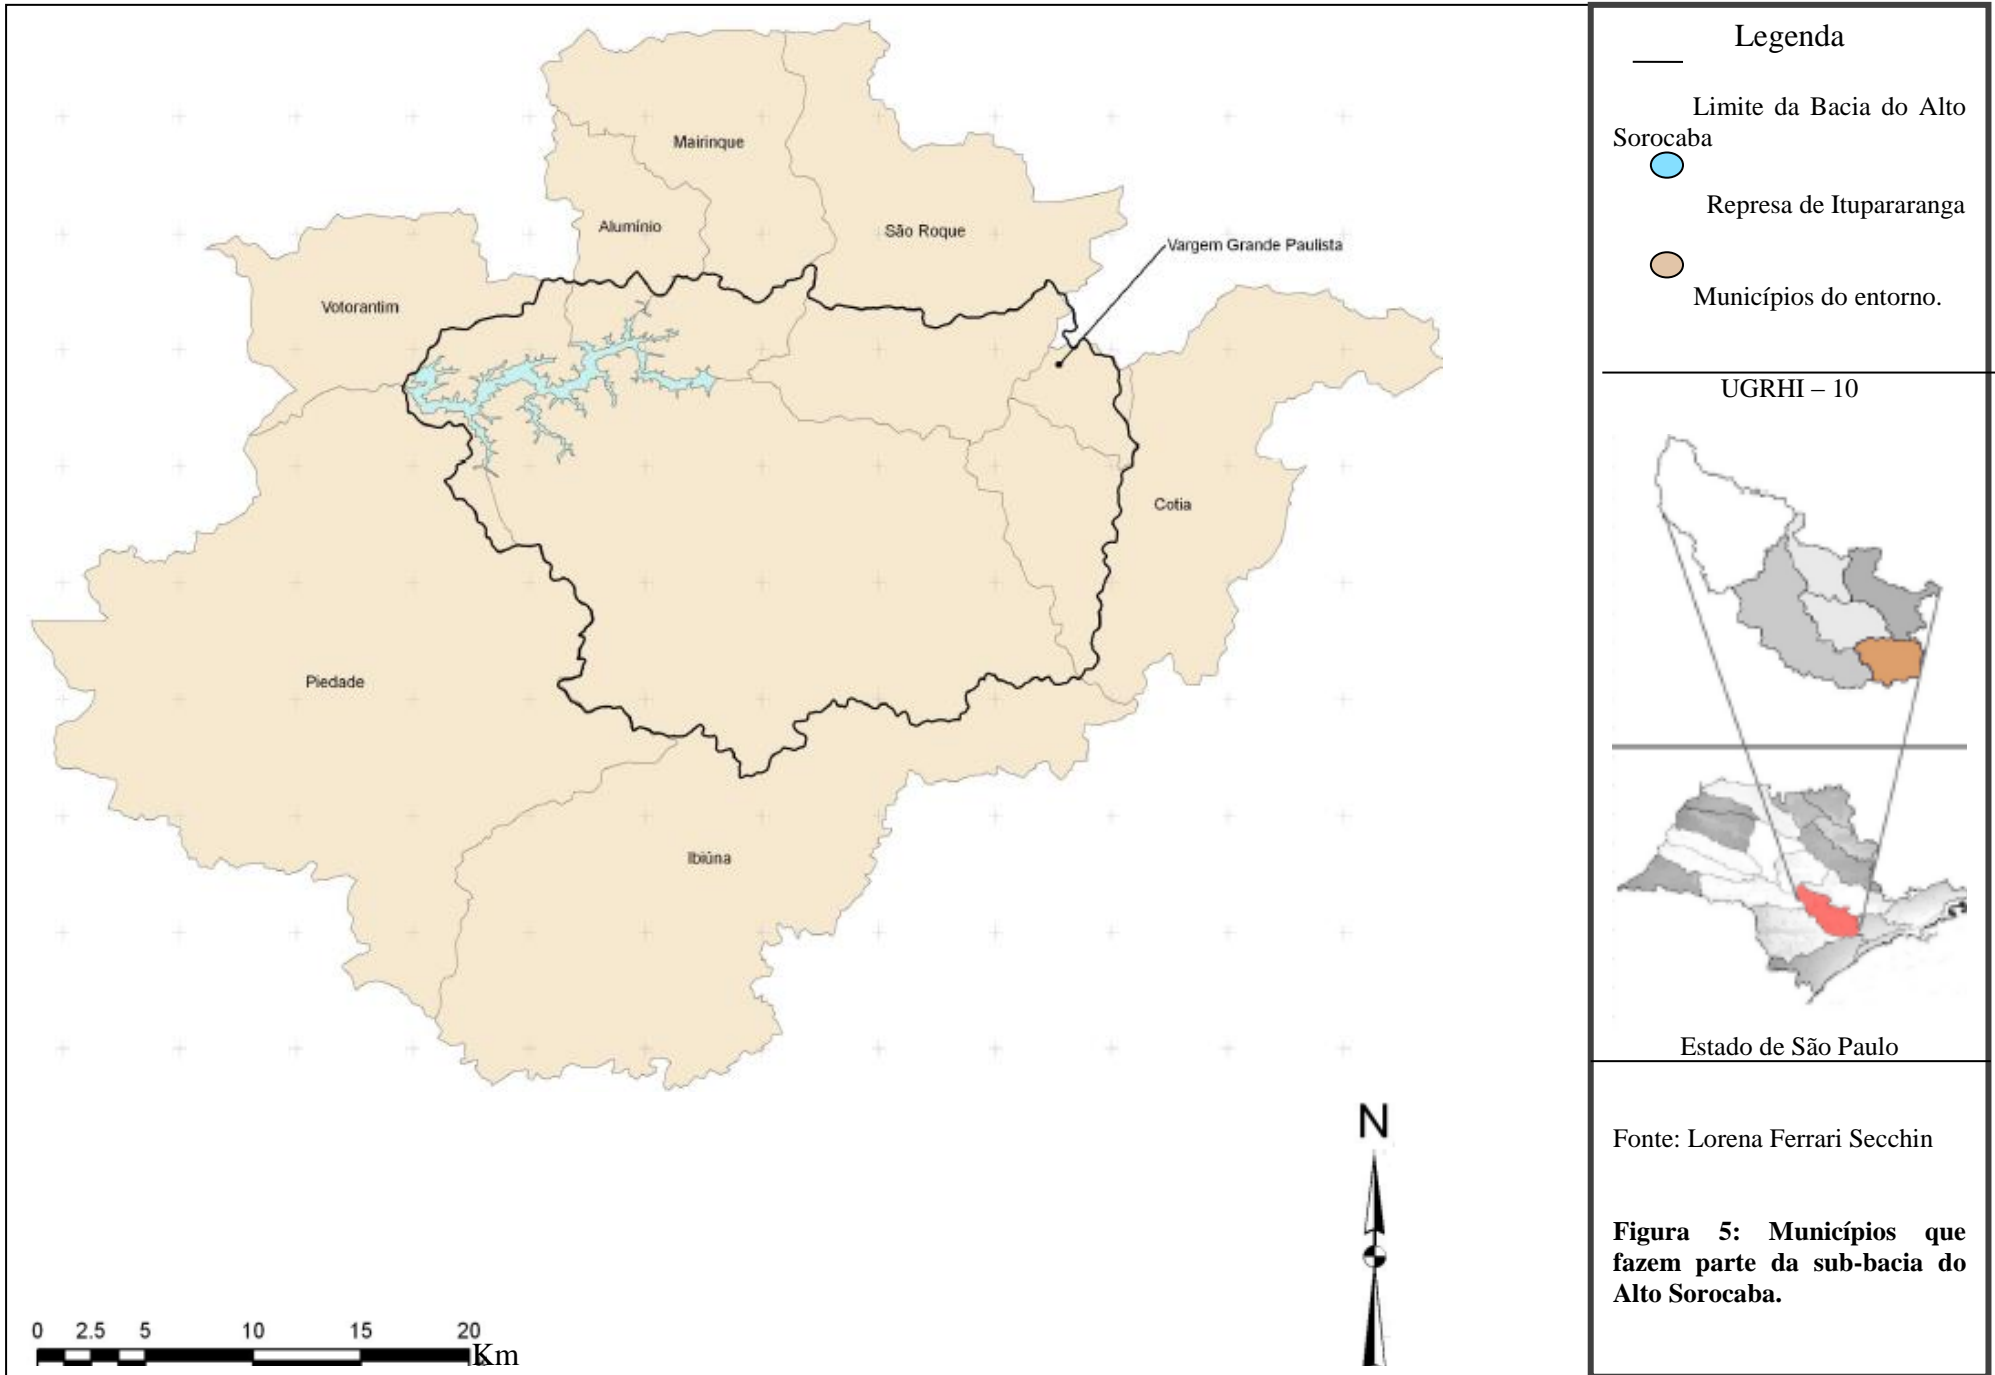 Mairinque
Alumínio
São Roque
Vargem Grande Paulista
Votorantim
Cotia
Piedade
Ibiúna
N
0 2.5 5 10 15 20
Km
Legenda
Limite da Bacia do Alto
Sorocaba
Represa de Itupararanga
Municípios do entorno.
UGRHI – 10
Estado de São Paulo
Fonte: Lorena Ferrari Secchin
Figura 5: Municípios que
fazem parte da sub-bacia do
Alto Sorocaba.